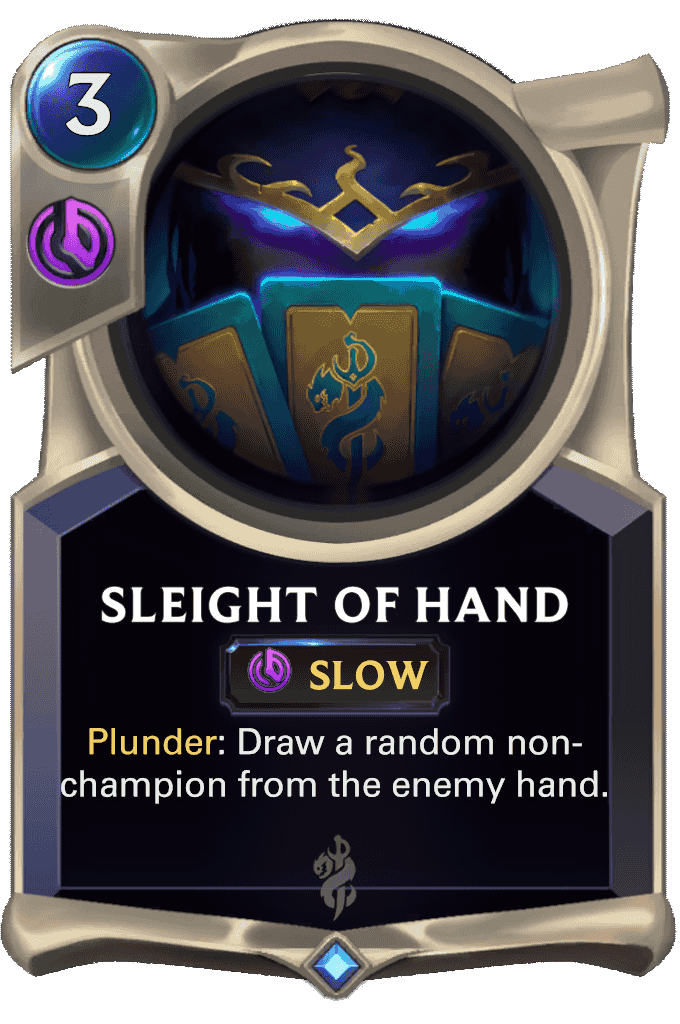 3
SLEIGHT OF HAND
SLOW
Plunder: Draw a random non-
champion from the enemy hand.